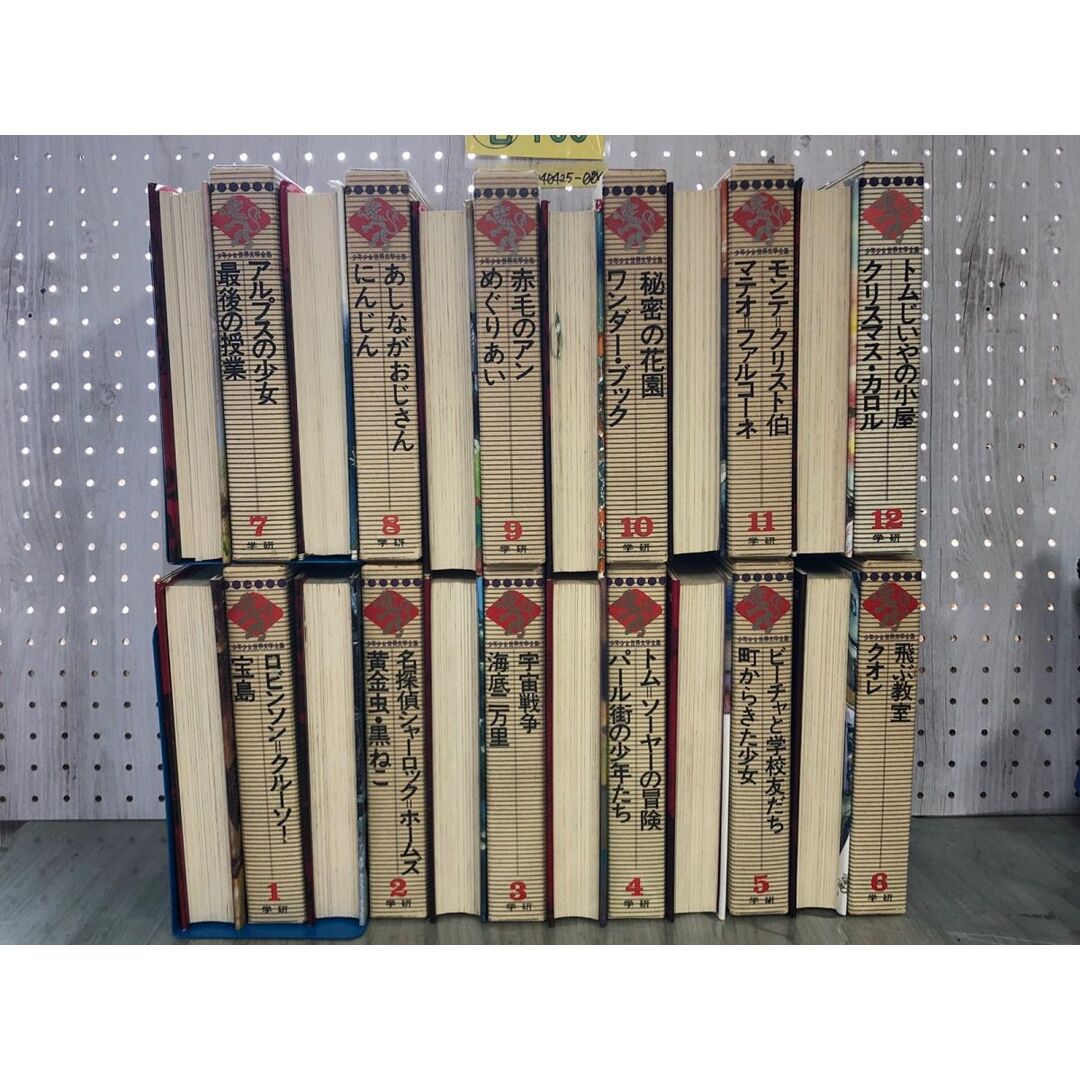 少年少女世界文学全集
アルプスの少女
最後の授業
7
学研
少年少女世界文学全集
あしながおじさん
にんじん
8
学研
少年少女世界文学全集
赤毛のアン
めぐりあい
9
学研
少年少女世界文学全集
秘密の花園
ワンダー・ブック
10
学研
少年少女世界文学全集
モンテ=クリスト伯
マテオ=ファルコーネ
11
学研
少年少女世界文学全集
トムじいやの小屋
クリスマス・カロル
12
学研
少年少女世界文学全集
ロビンソン=クルーソー
宝島
1
学研
少年少女世界文学全集
名探偵シャーロック=ホームズ
黄金虫・黒ねこ
2
学研
少年少女世界文学全集
宇宙戦争
海底二万里
3
学研
少年少女世界文学全集
トム=ソーヤーの冒険
パール街の少年たち
4
学研
少年少女世界文学全集
ビーチャと学校友だち
町からきた少女
5
学研
少年少女世界文学全集
飛ぶ教室
クオレ
6
学研